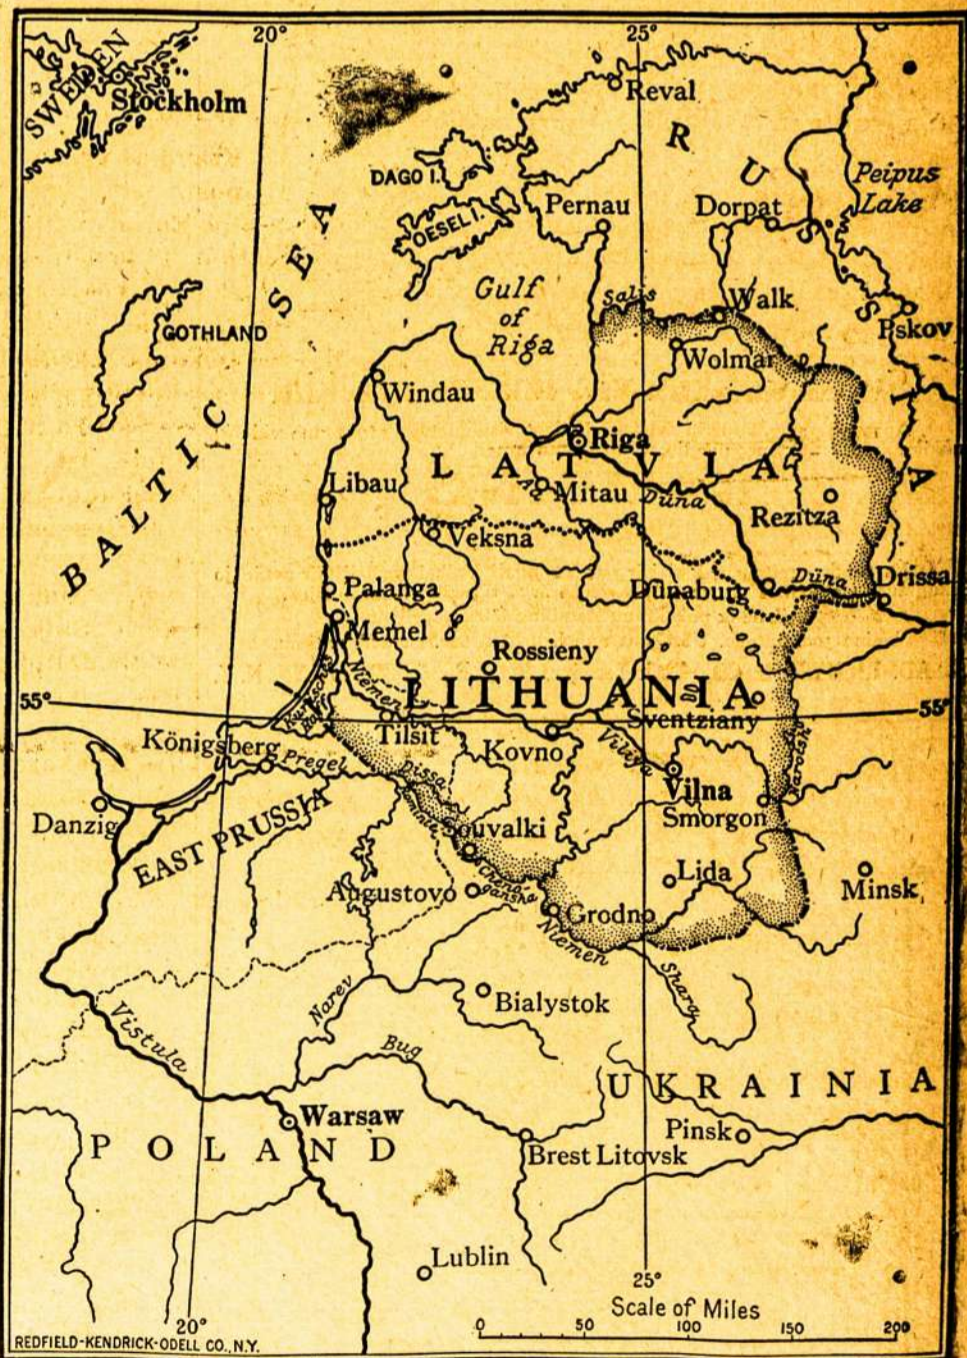 20°
25°
SWEDEN
Stockholm
Reval
RUSSIA
DAGO I.
Peipus
Lake
OESEL I.
Pernau
Dorpat
BALTIC SEA
Gulf
of
Riga
Salis
Walk
GOTHLAND
Pskov
Wolmar
Windau
Riga
LATVIA
Libau
Aa
Mitau
Düna
Rezitza
Veksna
Palanga
Dünaburg
Düna
Drissa
Memel
Rossieny
Niemen
LITHUANIA
55°
55°
Sventziany
Tilsit
Königsberg
Pregel
Kovno
Viliya
Pissa
Vilna
Danzig
Smorgon
EAST PRUSSIA
Souvalki
Lida
Augustovo
Minsk
Grodno
Niemen
Shara
Narev
Bialystok
Vistula
Bug
UKRAINIA
Warsaw
Pinsk
POLAND
Brest Litovsk
Lublin
25°
Scale of Miles
20°
0 50 100 150 200
REDFIELD-KENDRICK-ODELL CO., N.Y.